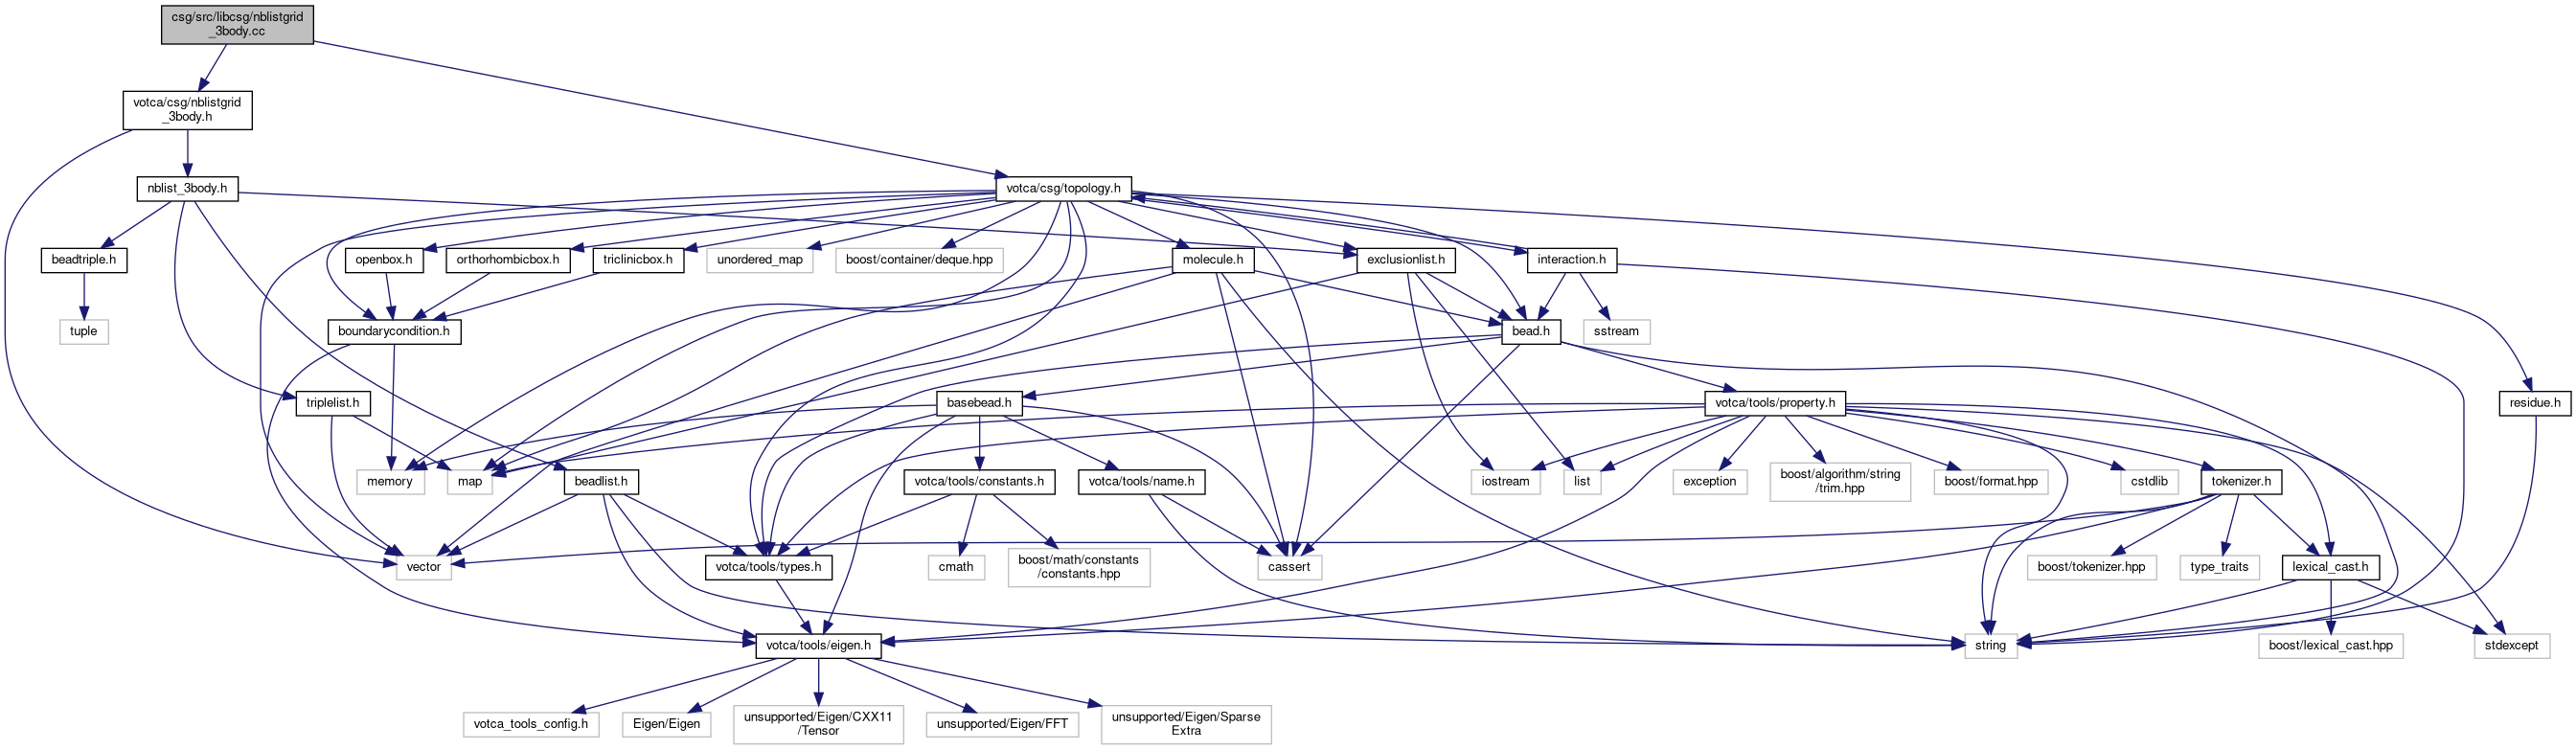 csg/src/libcsg/nblistgrid
_3body.cc
votca/csg/nblistgrid
_3body.h
nblist_3body.h
votca/csg/topology.h
beadtriple.h
openbox.h
orthorhombicbox.h
triclinicbox.h
unordered_map
boost/container/deque.hpp
molecule.h
exclusionlist.h
interaction.h
tuple
boundarycondition.h
bead.h
sstream
triplelist.h
basebead.h
votca/tools/property.h
residue.h
memory
map
beadlist.h
votca/tools/constants.h
votca/tools/name.h
iostream
list
exception
boost/algorithm/string
/trim.hpp
boost/format.hpp
cstdlib
tokenizer.h
vector
votca/tools/types.h
cmath
boost/math/constants
/constants.hpp
cassert
boost/tokenizer.hpp
type_traits
lexical_cast.h
votca/tools/eigen.h
string
boost/lexical_cast.hpp
stdexcept
votca_tools_config.h
Eigen/Eigen
unsupported/Eigen/CXX11
/Tensor
unsupported/Eigen/FFT
unsupported/Eigen/Sparse
Extra